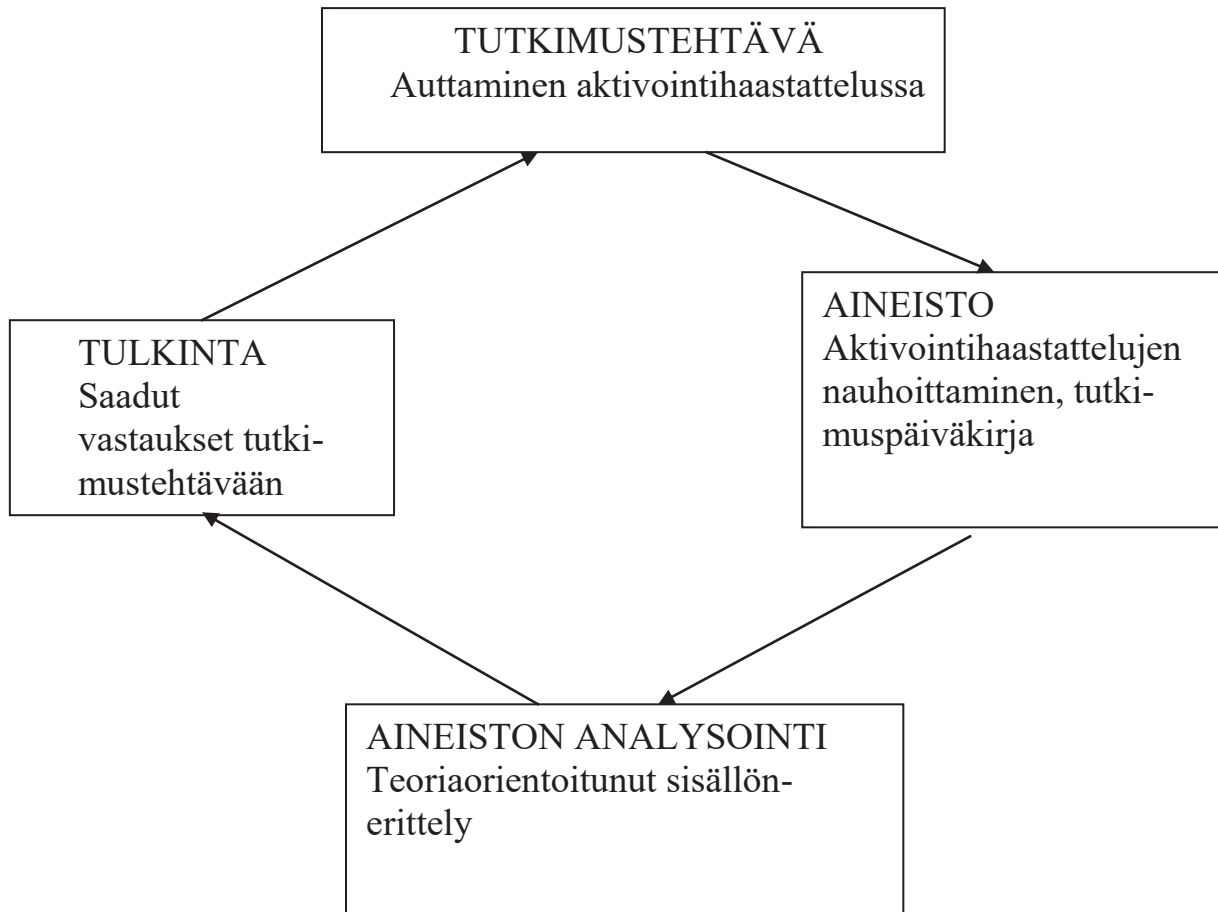 TUTKIMUSTEHTÄVÄ
Auttaminen aktivointihaastattelussa
AINEISTO
Aktivointihaastattelujen
nauhoittaminen, tutki-
muspäiväkirja
AINEISTON ANALYSOINTI
Teoriaorientoitunut sisällön-
erittely
TULKINTA
Saadut
vastaukset tutki-
mustehtävään